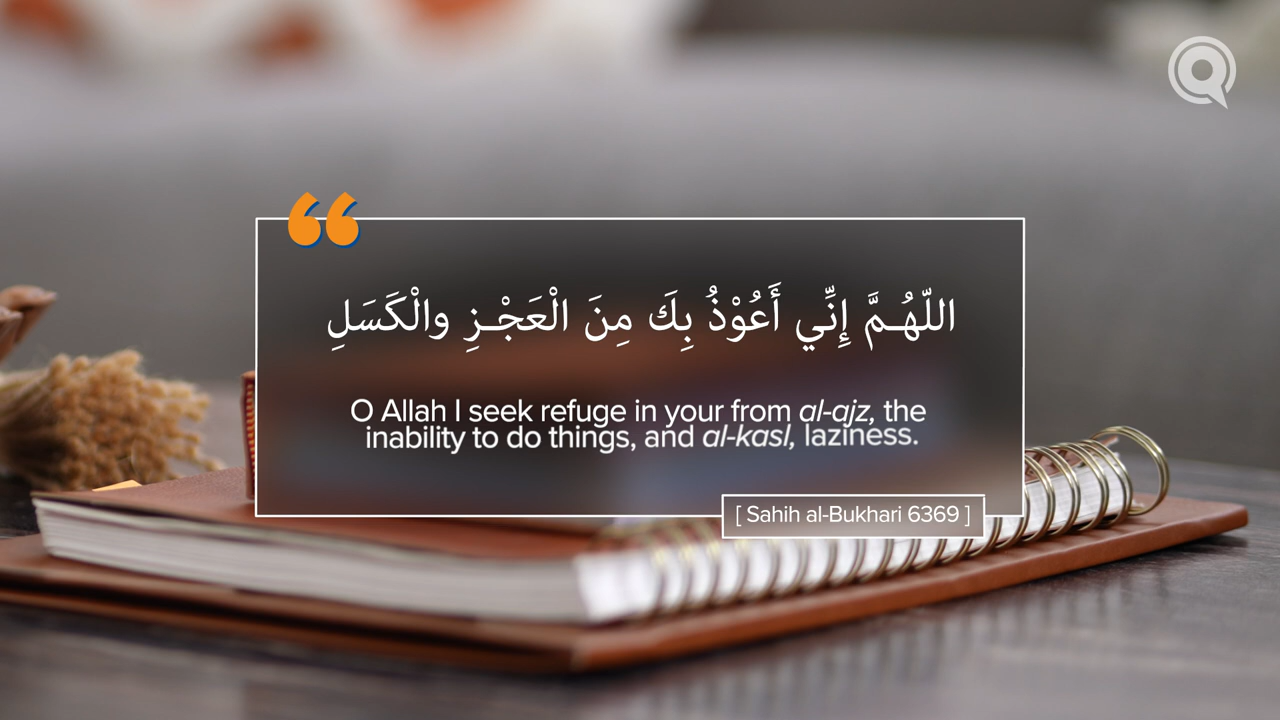 اللّهُـمَّ إِنِّي أَعُوْذُ بِكَ مِنَ الْعَجْـزِ والْكَسَلِ
O Allah I seek refuge in your from al-ajz, the
inability to do things, and al-kasl, laziness.
[ Sahih al-Bukhari 6369 ]